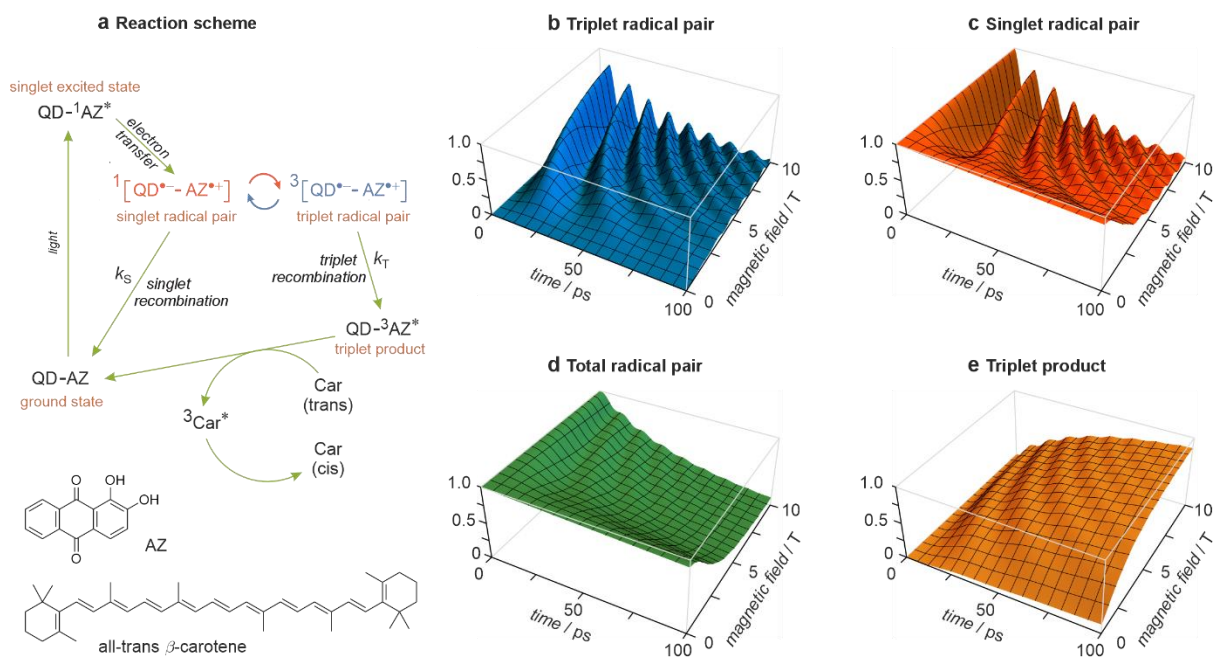 a Reaction scheme
singlet excited state
QD-¹AZ*
electron
transfer
¹[QD•⁻- AZ•⁺]
singlet radical pair
³[QD•⁻- AZ•⁺]
triplet radical pair
light
kS
singlet
recombination
triplet
recombination
kT
QD-³AZ*
triplet product
QD-AZ
ground state
Car
(trans)
³Car*
Car
(cis)
O
OH
OH
O
AZ
all-trans β-carotene
b Triplet radical pair
1.0
0.5
0
0
50
100
time / ps
0
5
10
magnetic field / T
c Singlet radical pair
1.0
0.5
0
0
50
100
time / ps
0
5
10
magnetic field / T
d Total radical pair
1.0
0.5
0
0
50
100
time / ps
0
5
10
magnetic field / T
e Triplet product
1.0
0.5
0
0
50
100
time / ps
0
5
10
magnetic field / T